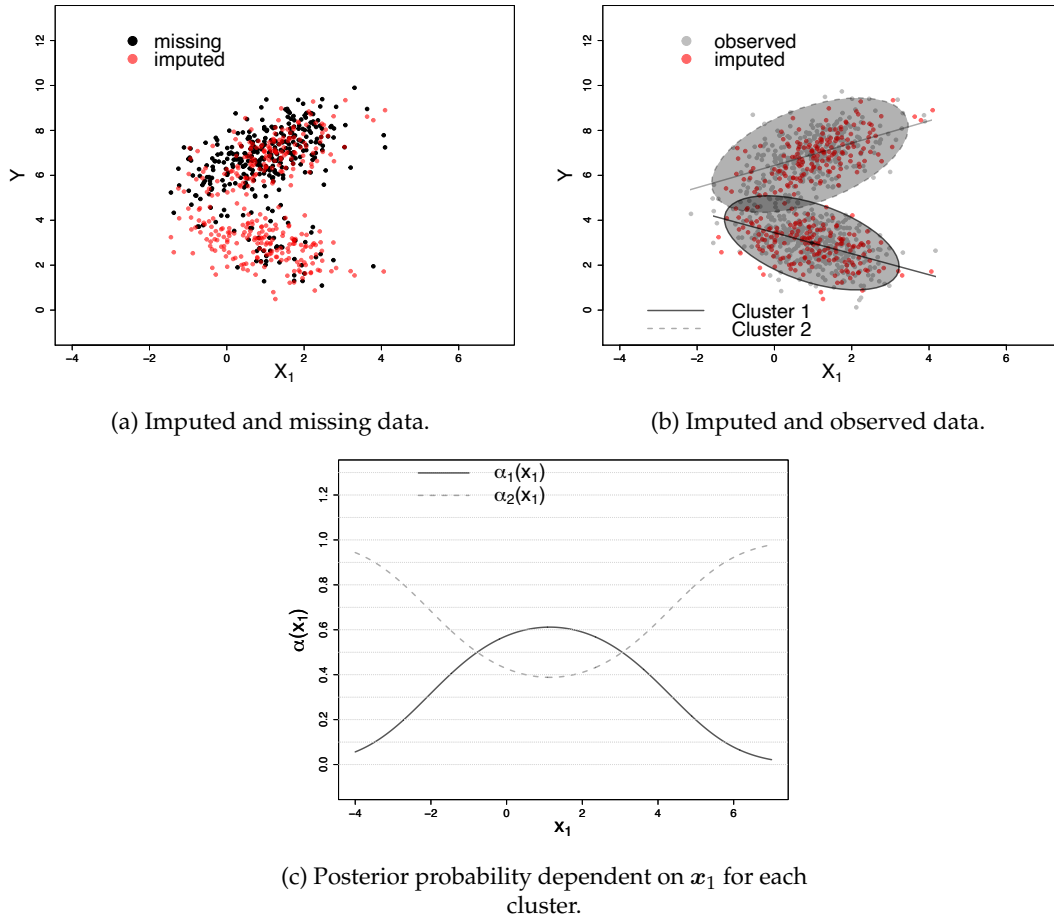 missing
imputed
Y
0 2 4 6 8 10 12
−4 −2 0 2 4 6
X₁
(a) Imputed and missing data.
observed
imputed
Y
0 2 4 6 8 10 12
Cluster 1
Cluster 2
−4 −2 0 2 4 6
X₁
(b) Imputed and observed data.
α₁(x₁)
α₂(x₁)
α(x₁)
0.0 0.2 0.4 0.6 0.8 1.0 1.2
−4 −2 0 2 4 6
x₁
(c) Posterior probability dependent on x₁ for each
cluster.